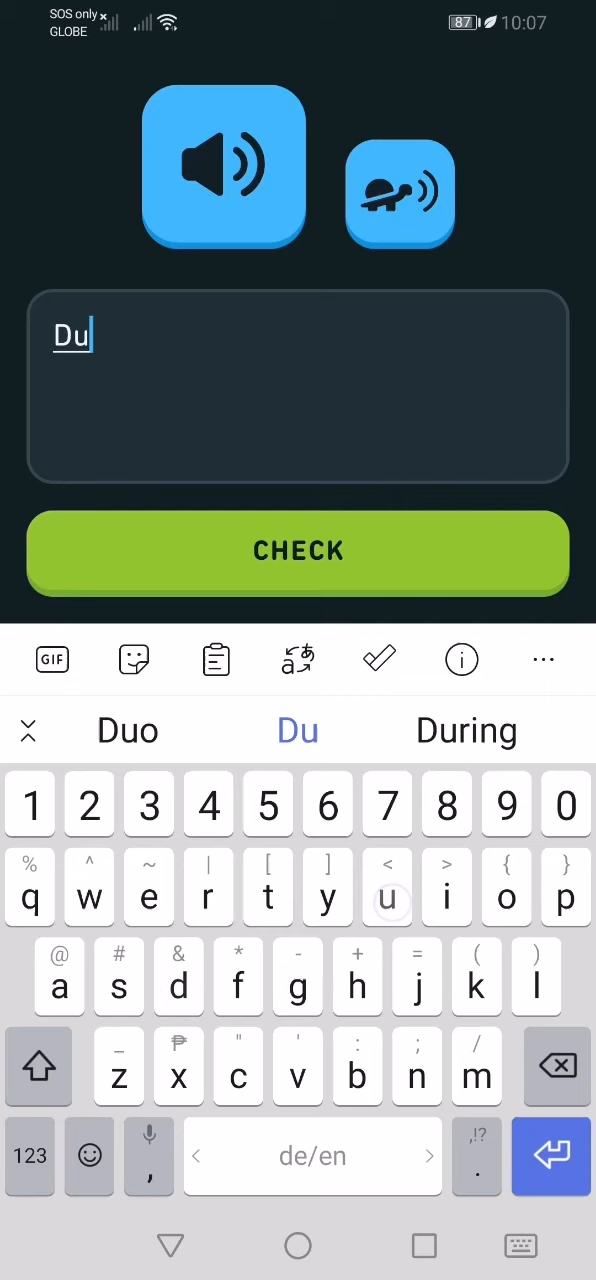 SOS only
GLOBE
87 10:07
Du
CHECK
GIF
Duo Du During
1 2 3 4 5 6 7 8 9 0
% ^ ~ | [ ] < > { }
q w e r t y u i o p
@ # & * - + = ( )
a s d f g h j k l
_ ₱ " ' : ; /
z x c v b n m
,!?
123 , de/en .